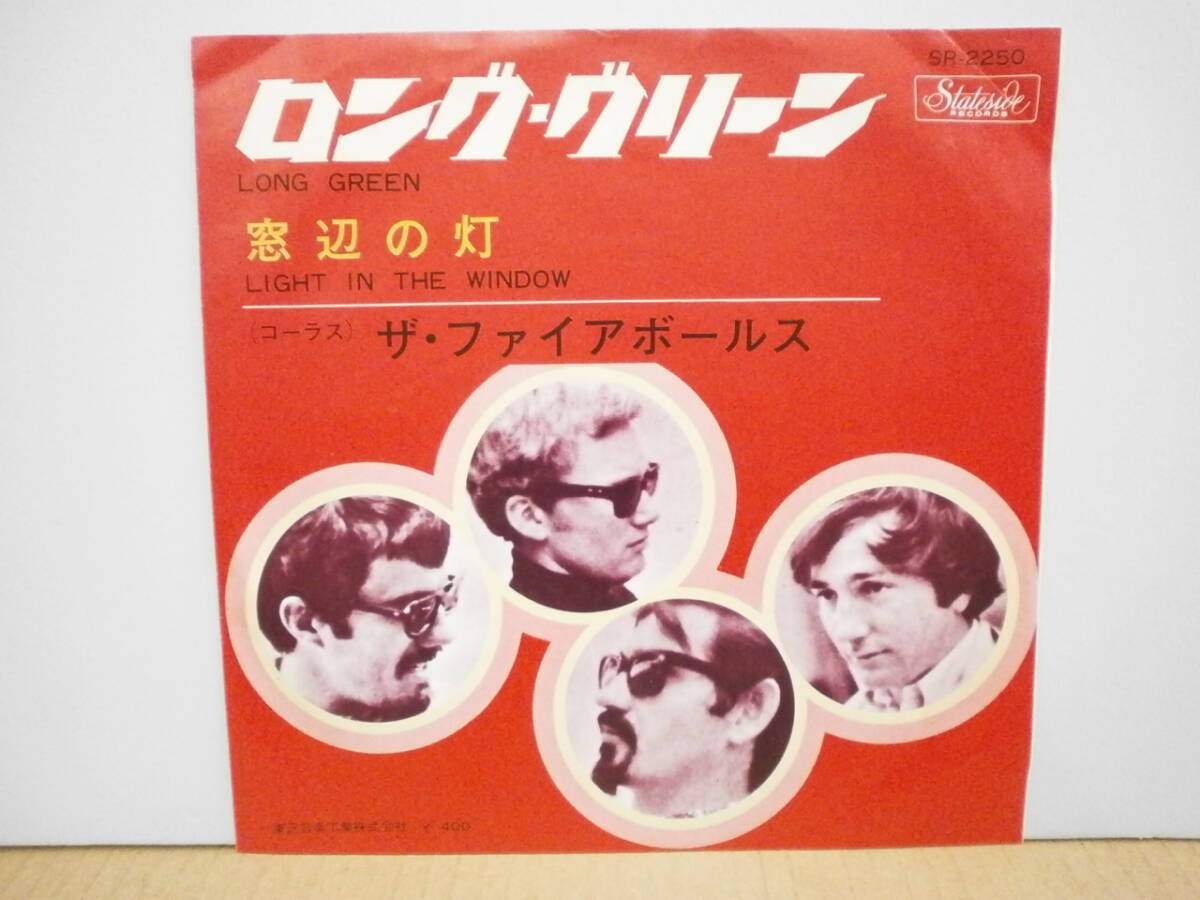 SR-2250
Stateside
RECORDS
ロング・グリーン
LONG GREEN
窓辺の灯
LIGHT IN THE WINDOW
(コーラス) ザ・ファイアボールス
東芝音楽工業株式会社 ¥ 400